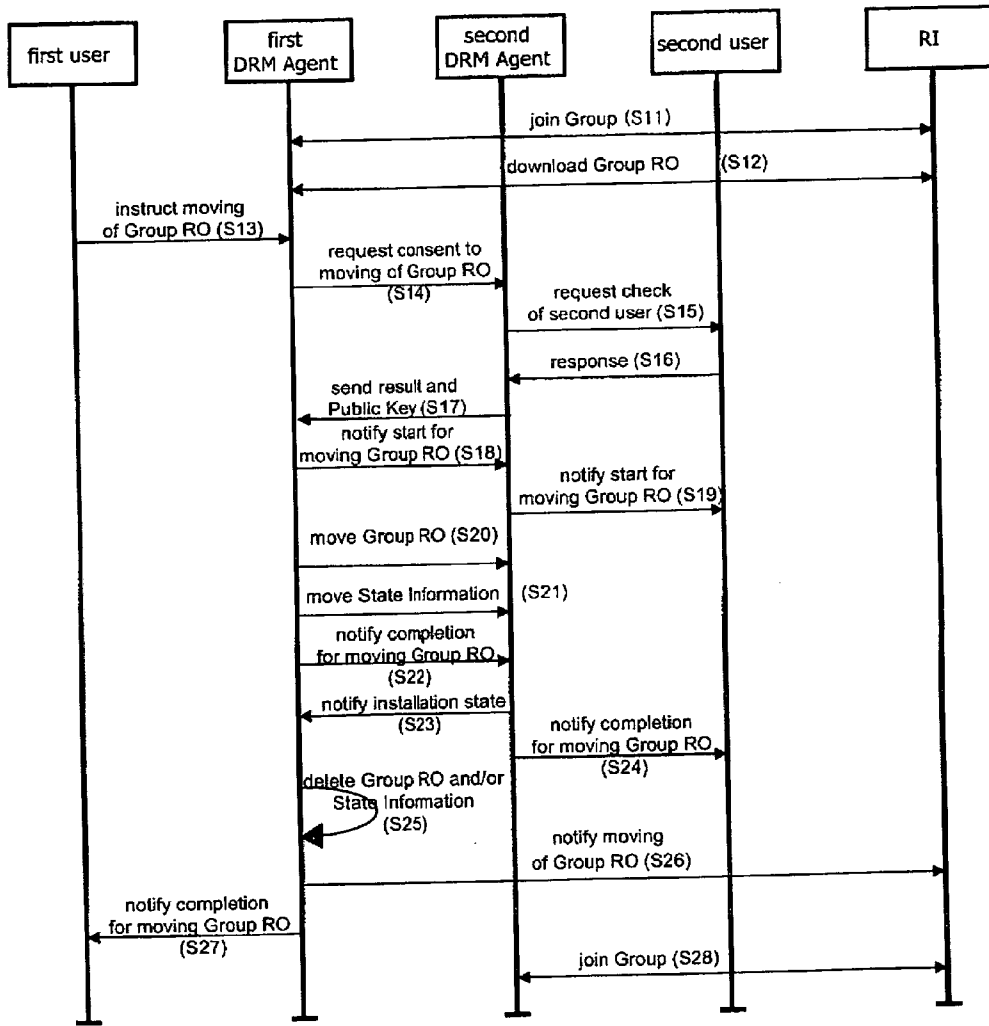 first user
first
DRM Agent
second
DRM Agent
second user
RI
join Group (S11)
download Group RO (S12)
instruct moving
of Group RO (S13)
request consent to
moving of Group RO
(S14)
request check
of second user (S15)
response (S16)
send result and
Public Key (S17)
notify start for
moving Group RO (S18)
notify start for
moving Group RO (S19)
move Group RO (S20)
move State Information (S21)
notify completion
for moving Group RO
(S22)
notify installation state
(S23)
notify completion
for moving Group RO
(S24)
delete Group RO and/or
State Information
(S25)
notify moving
of Group RO (S26)
notify completion
for moving Group RO
(S27)
join Group (S28)